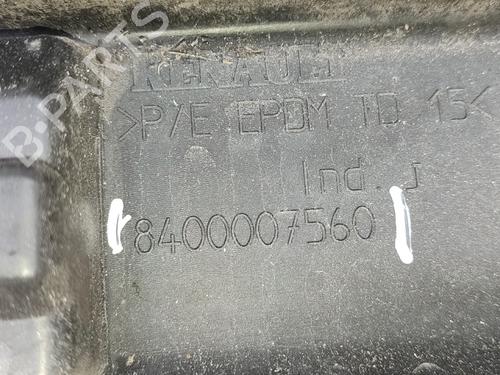 RENAULT
>P/E EPDM TD 15<
Ind. J
8400007560
B-PARTS